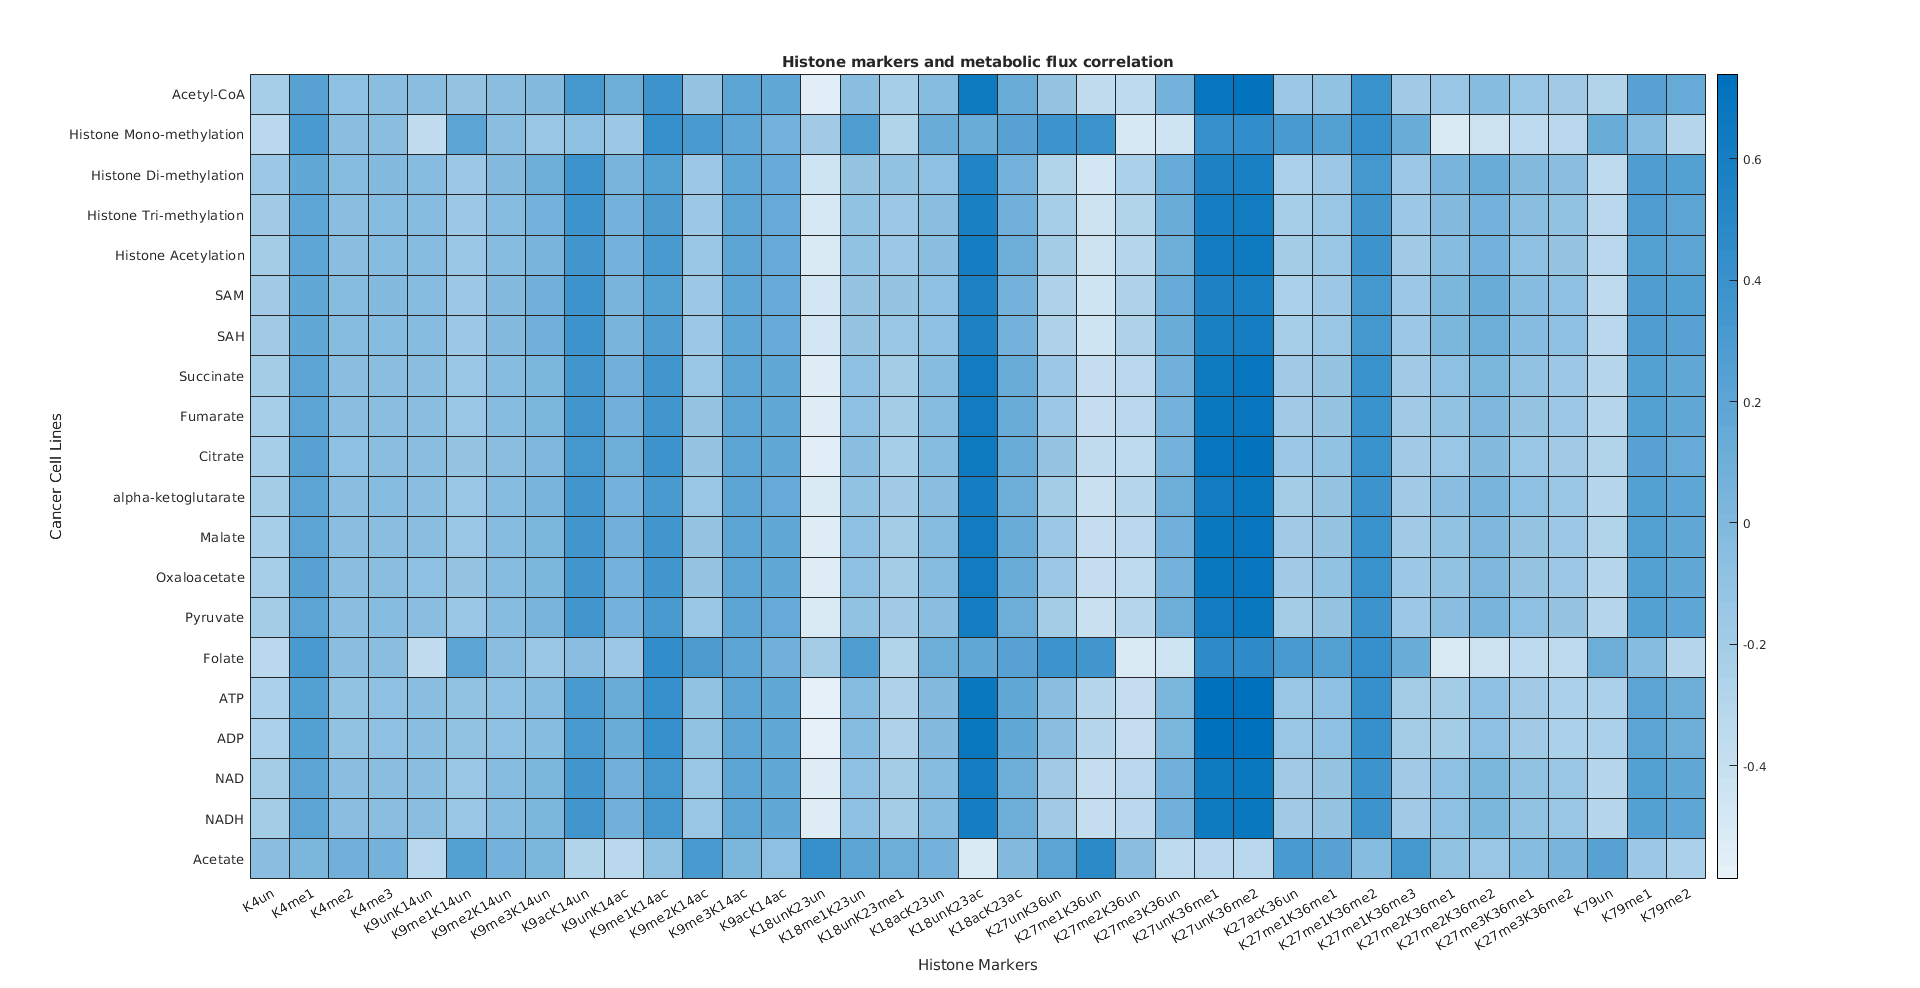 Histone markers and metabolic flux correlation
Acetyl-CoA
Histone Mono-methylation
Histone Di-methylation
Histone Tri-methylation
Histone Acetylation
SAM
SAH
Succinate
Fumarate
Citrate
alpha-ketoglutarate
Malate
Oxaloacetate
Pyruvate
Folate
ATP
ADP
NAD
NADH
Acetate
Cancer Cell Lines
0.6
0.4
0.2
0
-0.2
-0.4
K4un
K4me1
K4me2
K4me3
K9unK14un
K9me1K14un
K9me2K14un
K9me3K14un
K9acK14un
K9unK14ac
K9me1K14ac
K9me2K14ac
K9me3K14ac
K9acK14ac
K18unK23un
K18me1K23un
K18unK23me1
K18acK23un
K18unK23ac
K18acK23ac
K27unK36un
K27me1K36un
K27me2K36un
K27me3K36un
K27unK36me1
K27unK36me2
K27acK36un
K27me1K36me1
K27me1K36me2
K27me1K36me3
K27me2K36me1
K27me2K36me2
K27me3K36me1
K27me3K36me2
K79un
K79me1
K79me2
Histone Markers